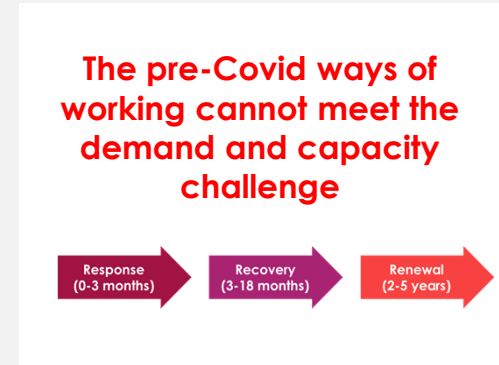 The pre-Covid ways of
working cannot meet the
demand and capacity
challenge
Response
(0-3 months)
Recovery
(3-18 months)
Renewal
(2-5 years)